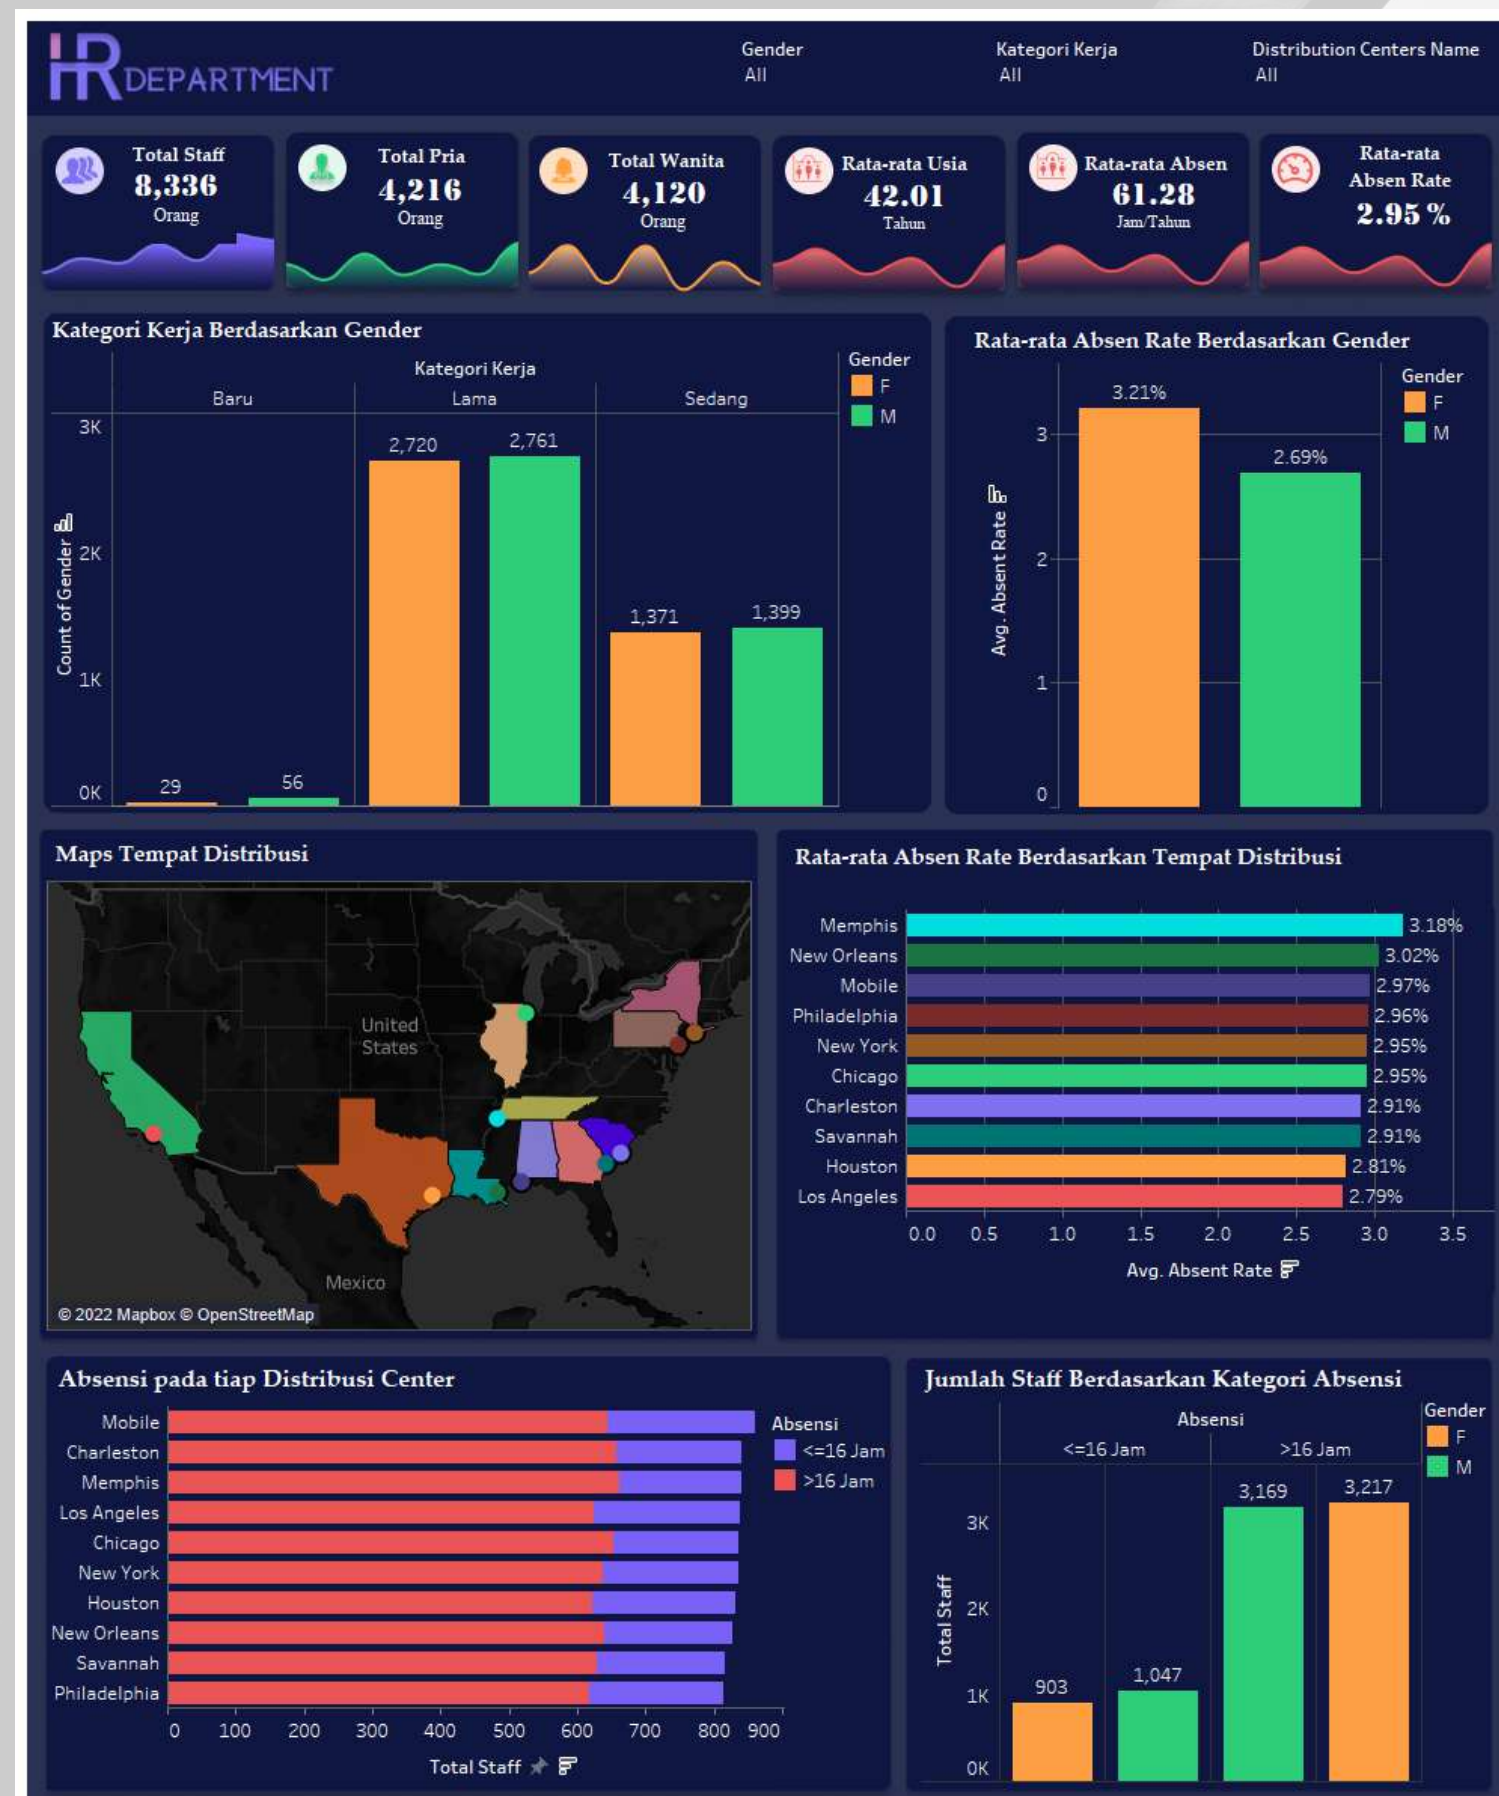 HR DEPARTMENT
Gender
All
Kategori Kerja
All
Distribution Centers Name
All
Total Staff
8,336
Orang
Total Pria
4,216
Orang
Total Wanita
4,120
Orang
Rata-rata Usia
42.01
Tahun
Rata-rata Absen
61.28
Jam/Tahun
Rata-rata
Absen Rate
2.95 %
Kategori Kerja Berdasarkan Gender
Kategori Kerja
Baru
Lama
Sedang
Gender
F
M
Count of Gender
3K
2K
1K
0K
29
56
2,720
2,761
1,371
1,399
Rata-rata Absen Rate Berdasarkan Gender
Gender
F
M
Avg. Absent Rate
3
2
1
0
3.21%
2.69%
Maps Tempat Distribusi
United
States
Mexico
© 2022 Mapbox © OpenStreetMap
Rata-rata Absen Rate Berdasarkan Tempat Distribusi
Memphis 3.18%
New Orleans 3.02%
Mobile 2.97%
Philadelphia 2.96%
New York 2.95%
Chicago 2.95%
Charleston 2.91%
Savannah 2.91%
Houston 2.81%
Los Angeles 2.79%
0.0 0.5 1.0 1.5 2.0 2.5 3.0 3.5
Avg. Absent Rate
Absensi pada tiap Distribusi Center
Mobile
Charleston
Memphis
Los Angeles
Chicago
New York
Houston
New Orleans
Savannah
Philadelphia
0 100 200 300 400 500 600 700 800 900
Total Staff
Absensi
<=16 Jam
>16 Jam
Jumlah Staff Berdasarkan Kategori Absensi
Absensi
<=16 Jam
>16 Jam
Gender
F
M
Total Staff
3K
2K
1K
0K
903
1,047
3,169
3,217